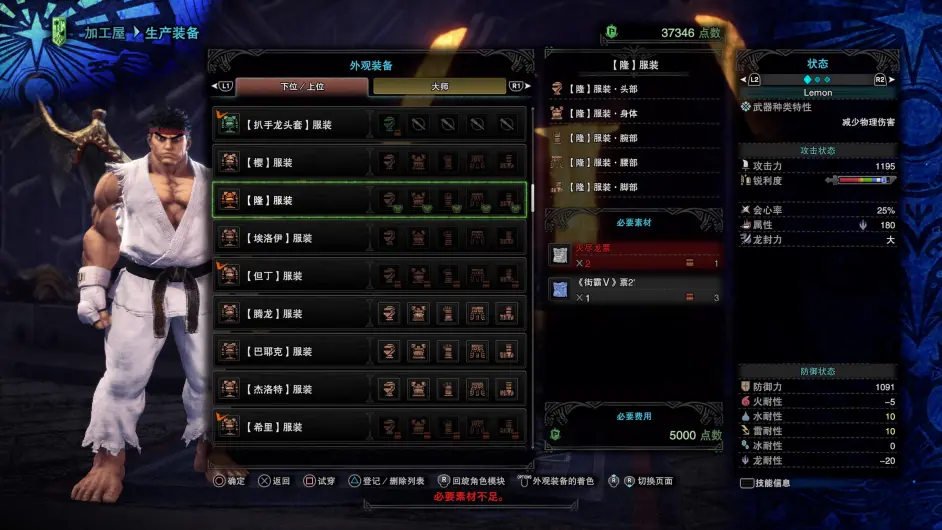 加工屋 ▶ 生产装备
37346 点数
外观装备
L1 下位／上位 大师 R1
【扒手龙头套】服装
【樱】服装
【隆】服装
【埃洛伊】服装
【但丁】服装
【腾龙】服装
【巴耶克】服装
【杰洛特】服装
【希里】服装
【隆】服装
【隆】服装・头部
【隆】服装・身体
【隆】服装・腕部
【隆】服装・腰部
【隆】服装・脚部
必要素材
火尽龙票
×2 1
《街霸Ⅴ》票2'
×1 3
必要费用
5000 点数
状态
L2 R2
Lemon
武器种类特性
减少物理伤害
攻击状态
攻击力 1195
锐利度
会心率 25%
属性 180
龙封力 大
防御状态
防御力 1091
火耐性 -5
水耐性 10
雷耐性 10
冰耐性 0
龙耐性 -20
技能信息
确定 返回 试穿 登记／删除列表 R 回旋角色模块 OPTIONS 外观装备的着色 R 切换页面
必要素材不足。